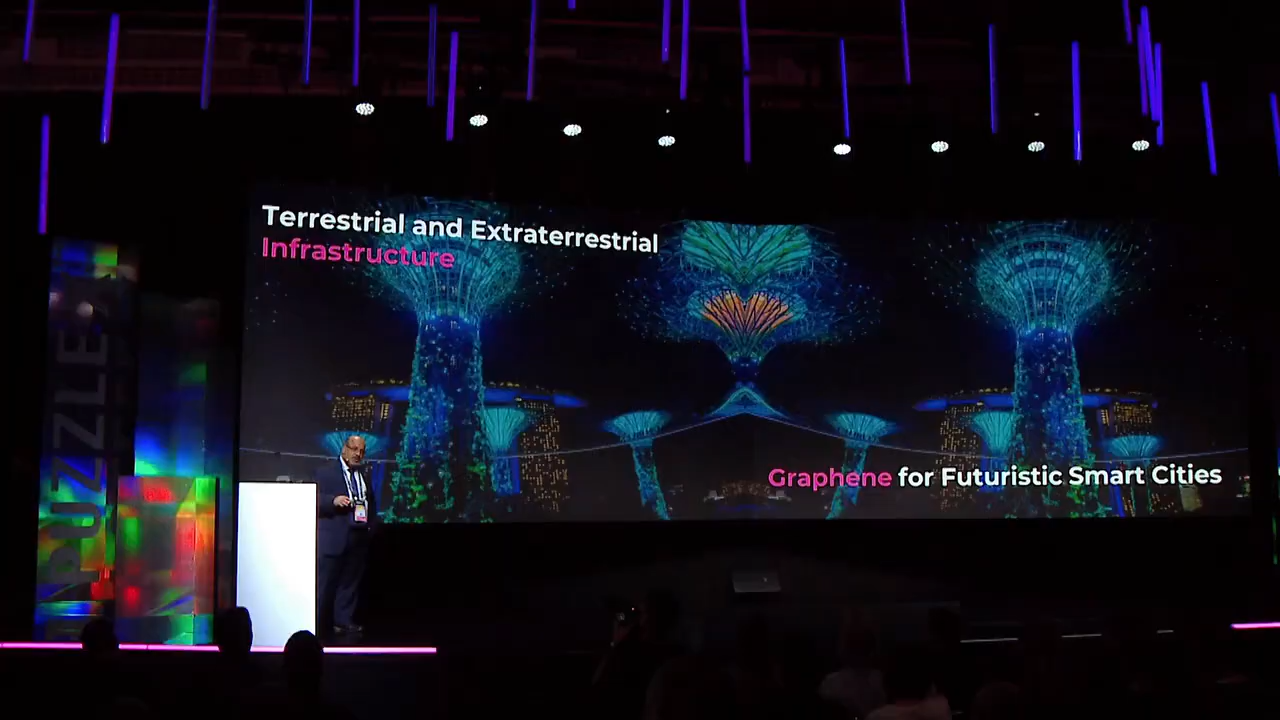 Terrestrial and Extraterrestrial
Infrastructure
Graphene for Futuristic Smart Cities
PUZZLE